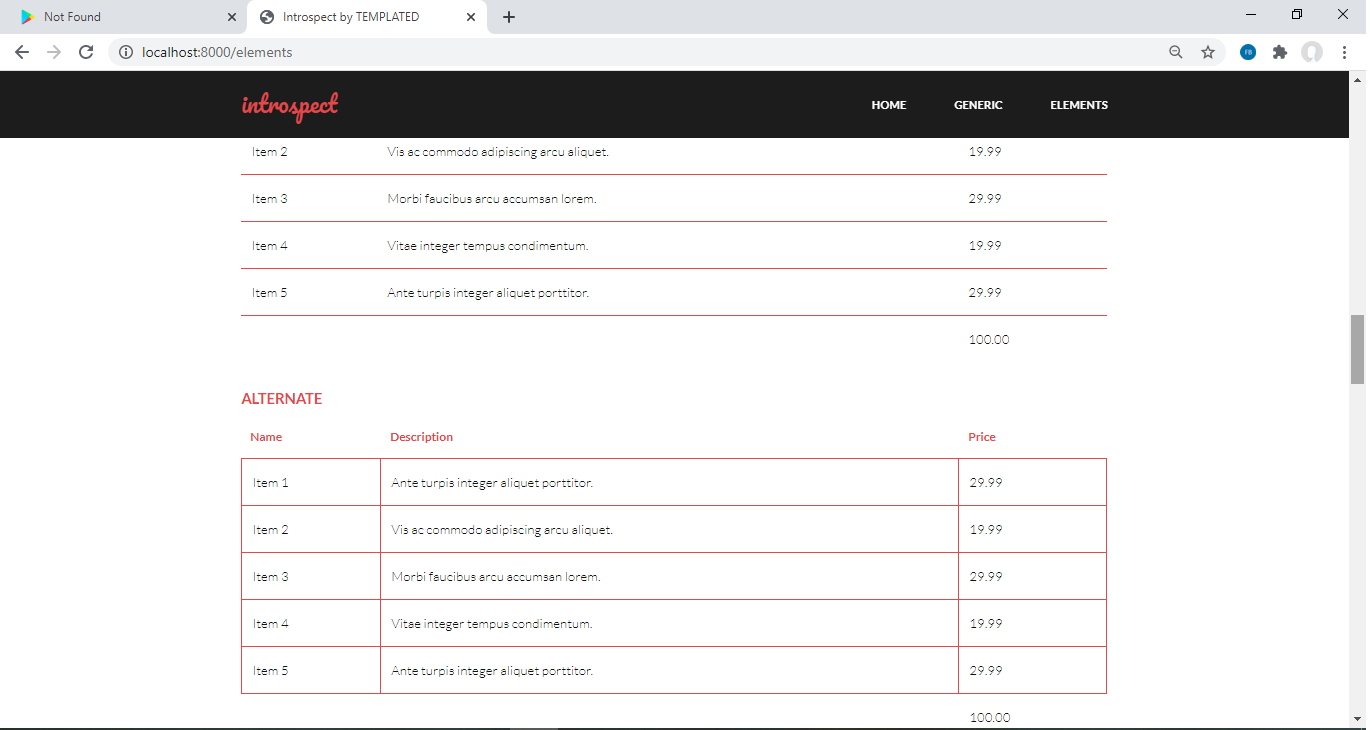 Not Found
Introspect by TEMPLATED
localhost:8000/elements
introspect
HOME GENERIC ELEMENTS
Item 2 Vis ac commodo adipiscing arcu aliquet. 19.99
Item 3 Morbi faucibus arcu accumsan lorem. 29.99
Item 4 Vitae integer tempus condimentum. 19.99
Item 5 Ante turpis integer aliquet porttitor. 29.99
100.00
ALTERNATE
Name Description Price
Item 1 Ante turpis integer aliquet porttitor. 29.99
Item 2 Vis ac commodo adipiscing arcu aliquet. 19.99
Item 3 Morbi faucibus arcu accumsan lorem. 29.99
Item 4 Vitae integer tempus condimentum. 19.99
Item 5 Ante turpis integer aliquet porttitor. 29.99
100.00